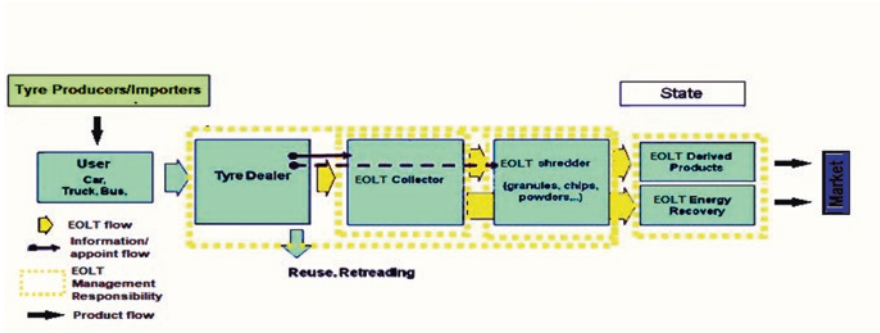 Tyre Producers/Importers
State
User
Car,
Truck, Bus,
Tyre Dealer
EOLT Collector
EOLT shredder
(granules, chips,
powders,..)
EOLT Derived
Products
EOLT Energy
Recovery
Market
EOLT flow
Information/
appoint flow
EOLT
Management
Responsibility
Product flow
Reuse, Retreading